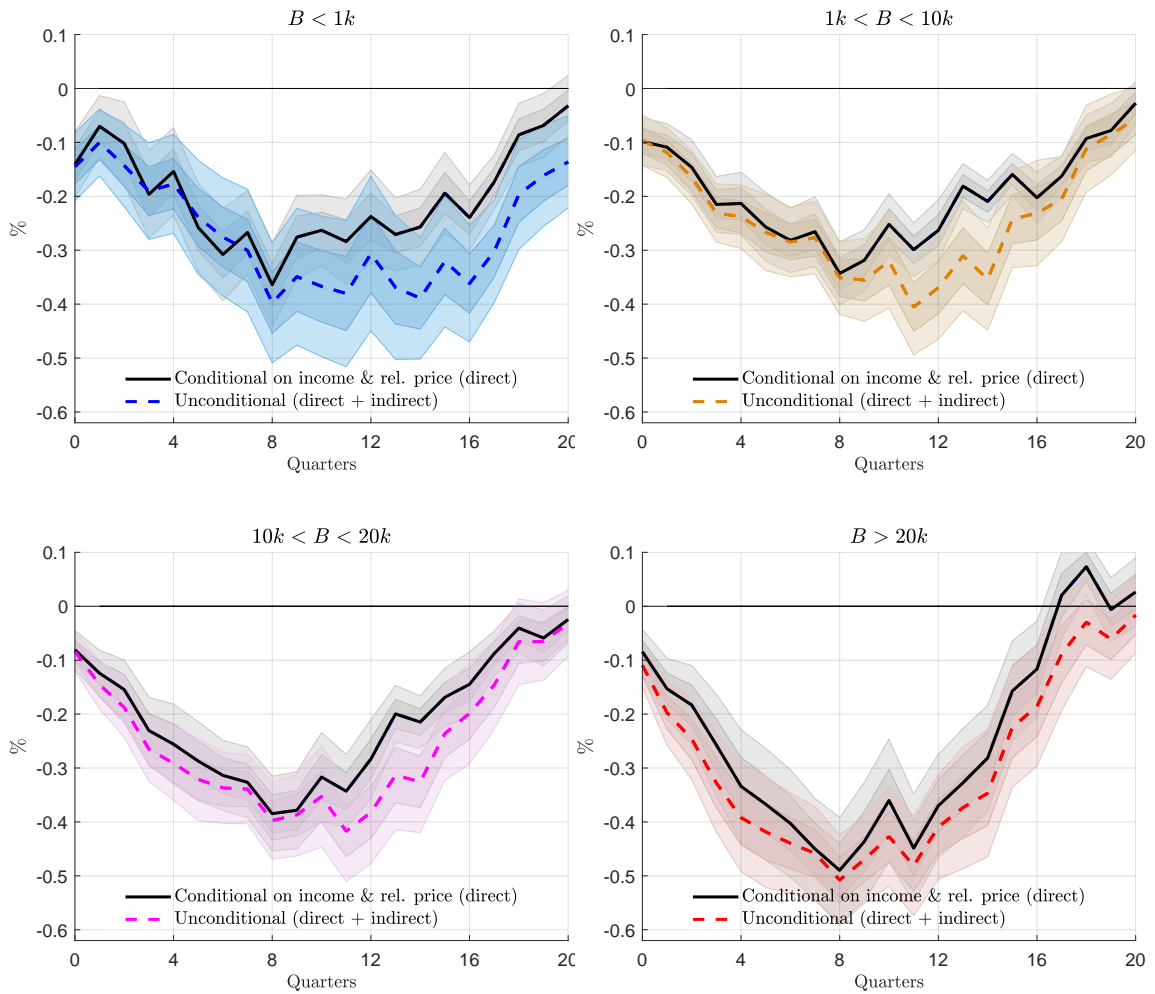 B < 1k
0.1
0
-0.1
-0.2
-0.3
-0.4
-0.5
-0.6
%
Conditional on income & rel. price (direct)
Unconditional (direct + indirect)
0 4 8 12 16 20
Quarters
1k < B < 10k
0.1
0
-0.1
-0.2
-0.3
-0.4
-0.5
-0.6
%
Conditional on income & rel. price (direct)
Unconditional (direct + indirect)
0 4 8 12 16 20
Quarters
10k < B < 20k
0.1
0
-0.1
-0.2
-0.3
-0.4
-0.5
-0.6
%
Conditional on income & rel. price (direct)
Unconditional (direct + indirect)
0 4 8 12 16 20
Quarters
B > 20k
0.1
0
-0.1
-0.2
-0.3
-0.4
-0.5
-0.6
%
Conditional on income & rel. price (direct)
Unconditional (direct + indirect)
0 4 8 12 16 20
Quarters